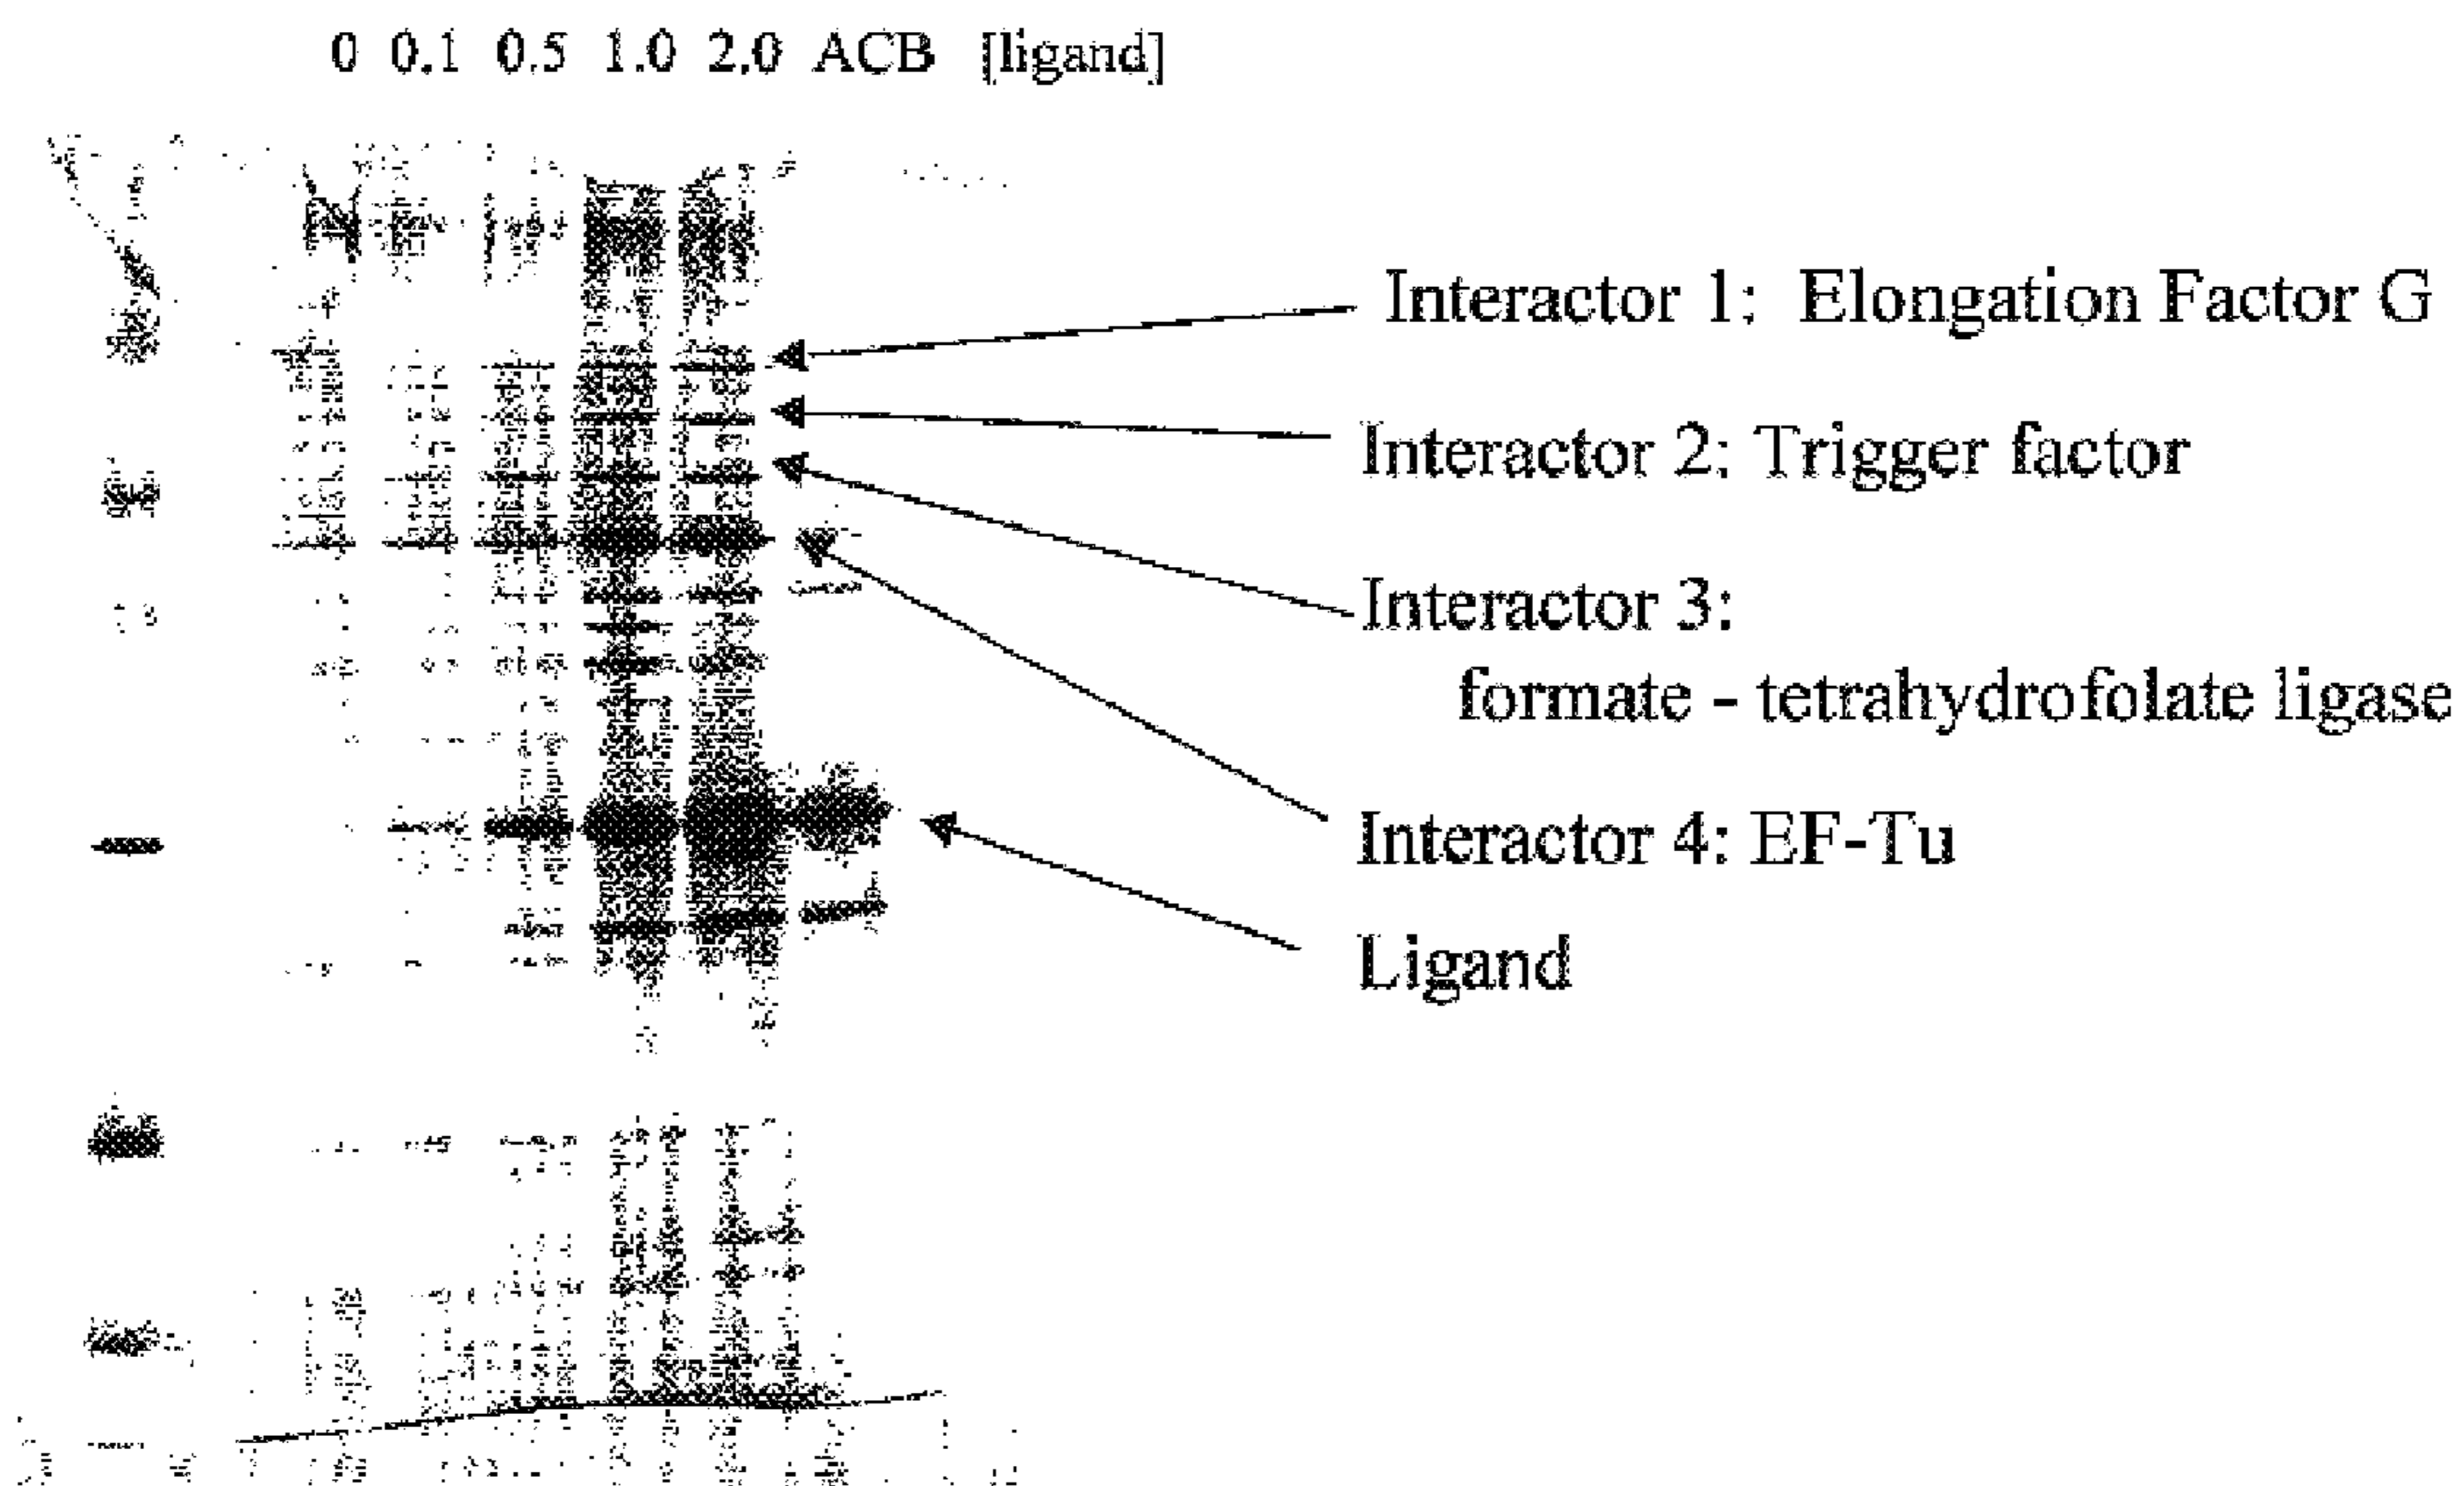 0 0.1 0.5 1.0 2.0 ACB [ligand]
Interactor 1: Elongation Factor G
Interactor 2: Trigger factor
Interactor 3:
formate - tetrahydrofolate ligase
Interactor 4: EF-Tu
Ligand